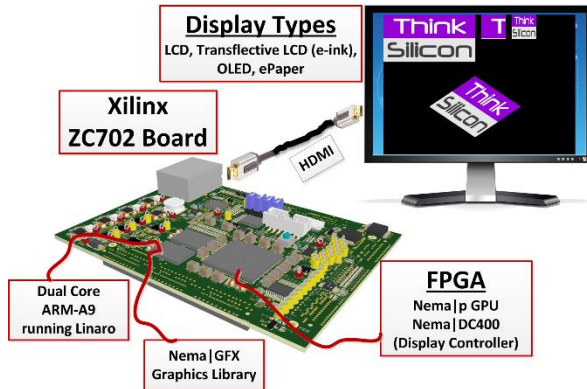 Display Types
LCD, Transflective LCD (e-ink),
OLED, ePaper
Think
Silicon
T
Think
Silicon
Think
Silicon
Xilinx
ZC702 Board
HDMI
Dual Core
ARM-A9
running Linaro
Nema|GFX
Graphics Library
FPGA
Nema|p GPU
Nema|DC400
(Display Controller)